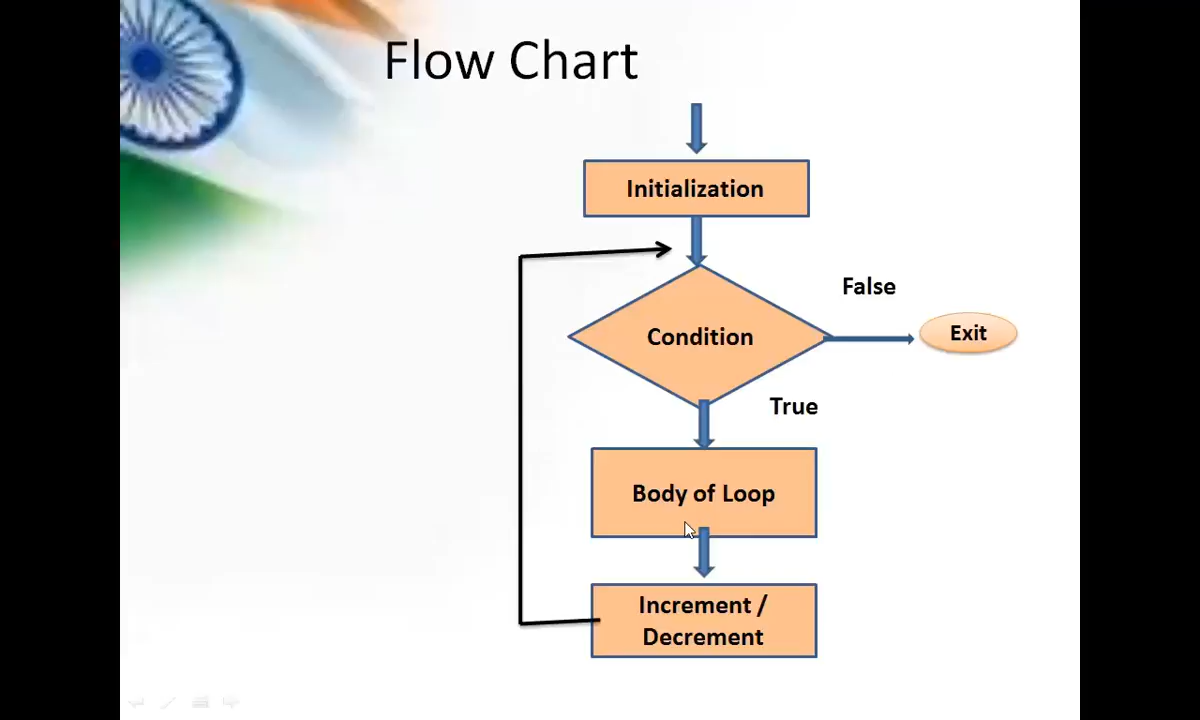 Flow Chart
Initialization
False
Condition
Exit
True
Body of Loop
Increment /
Decrement